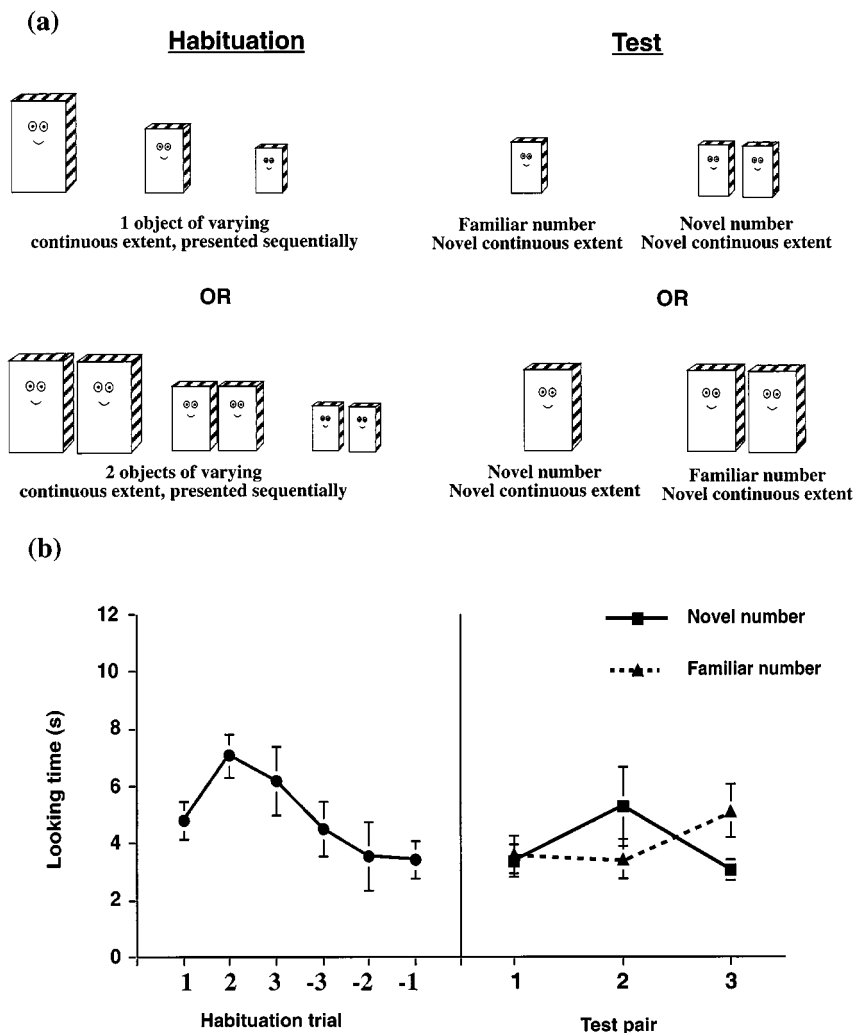 (a)
Habituation
Test
1 object of varying
continuous extent, presented sequentially
Familiar number
Novel continuous extent
Novel number
Novel continuous extent
OR
OR
2 objects of varying
continuous extent, presented sequentially
Novel number
Novel continuous extent
Familiar number
Novel continuous extent
(b)
12
10
8
6
4
2
0
Looking time (s)
Novel number
Familiar number
1 2 3 -3 -2 -1
Habituation trial
1 2 3
Test pair